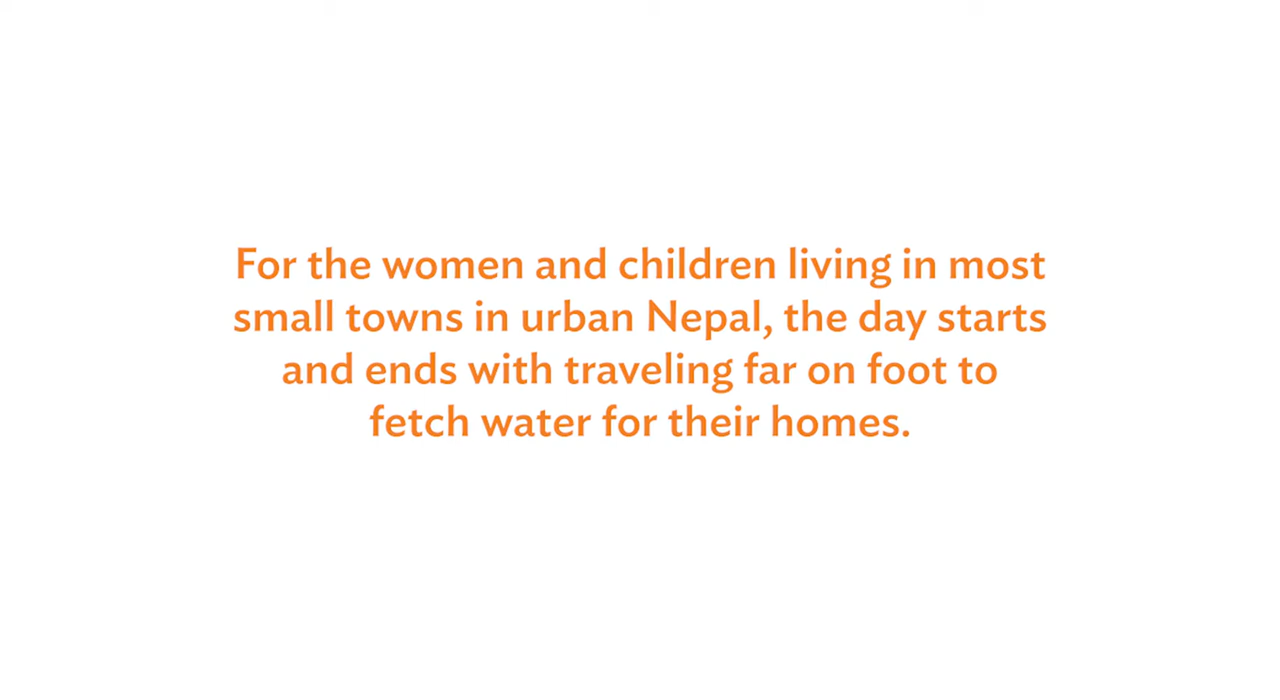 For the women and children living in most
small towns in urban Nepal, the day starts
and ends with traveling far on foot to
fetch water for their homes.